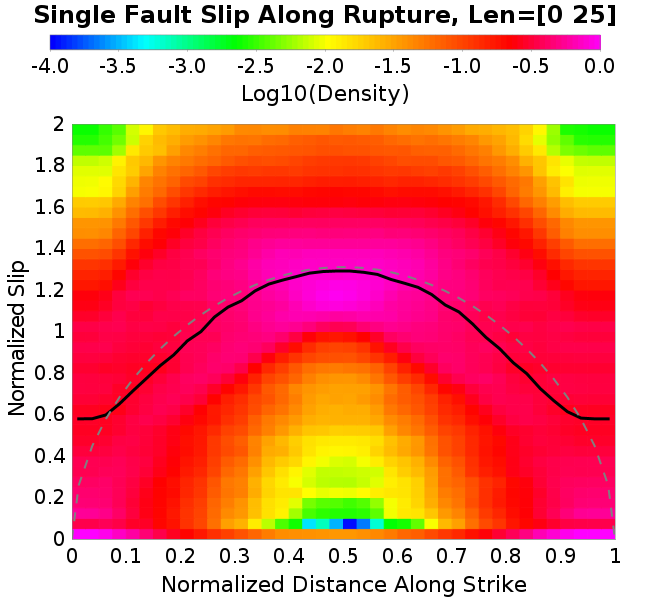 Single Fault Slip Along Rupture, Len=[0 25]
-4.0 -3.5 -3.0 -2.5 -2.0 -1.5 -1.0 -0.5 0.0
Log10(Density)
Normalized Slip
2
1.8
1.6
1.4
1.2
1
0.8
0.6
0.4
0.2
0
0 0.1 0.2 0.3 0.4 0.5 0.6 0.7 0.8 0.9 1
Normalized Distance Along Strike